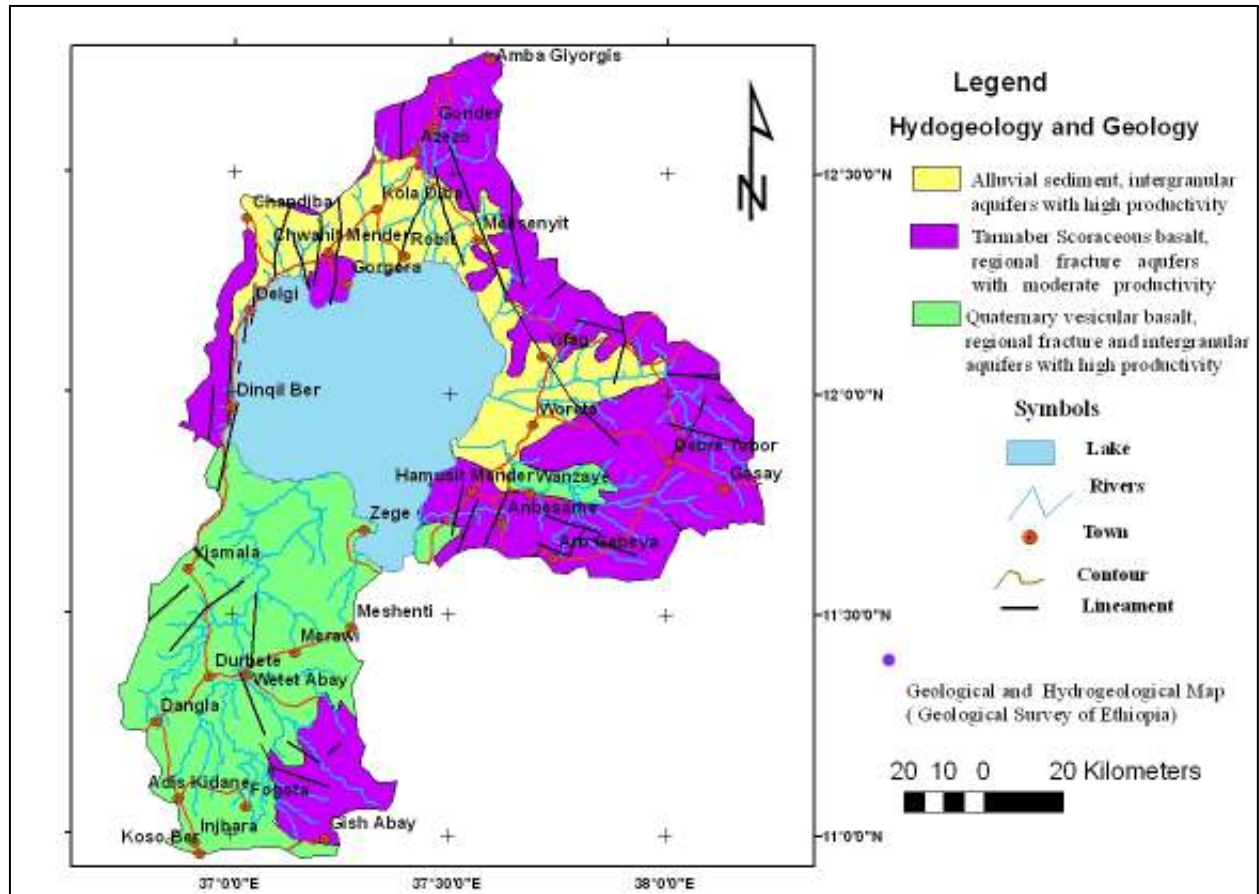 Amba Giyorgis
Gonder
Azezo
Kola Diba
Chandiba
Chwahit Mender
Robit
Meksenyit
Gorgora
Delgi
Yifag
Dinqil Ber
Woreta
Debre Tabor
Gasay
Hamusit Mender
Wanzaye
Anbesame
Arb Gebeya
Zege
Yismala
Meshenti
Merawi
Durbete
Wetet Abay
Dangla
Adis Kidane
Fogota
Injbara
Koso Ber
Gish Abay
12°30'0"N
12°0'0"N
11°30'0"N
11°0'0"N
37°0'0"E
37°30'0"E
38°0'0"E
N
Legend
Hydogeology and Geology
Alluvial sediment, intergranular
aquifers with high productivity
Tarmaber Scoraceous basalt,
regional fracture aqufers
with moderate productivity
Quaternary vesicular basalt,
regional fracture and intergranular
aquifers with high productivity
Symbols
Lake
Rivers
Town
Contour
Lineament
Geological and Hydrogeological Map
( Geological Survey of Ethiopia)
20 10 0 20 Kilometers